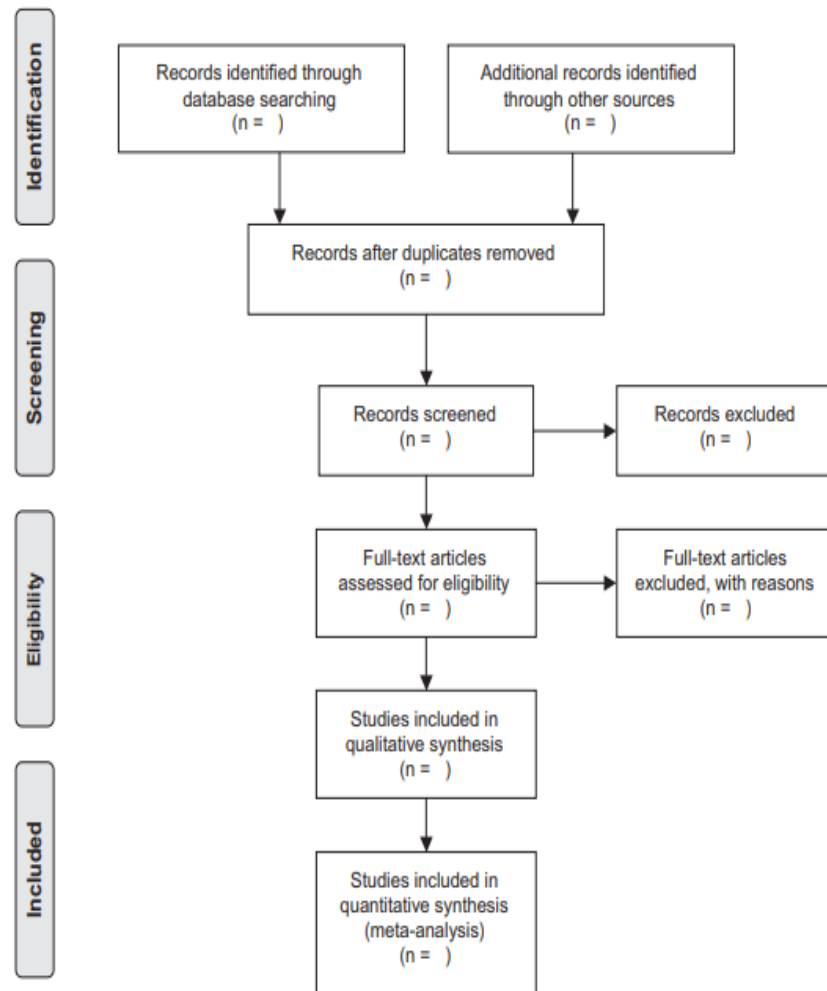 Identification
Records identified through
database searching
(n =   )
Additional records identified
through other sources
(n =   )
Records after duplicates removed
(n =   )
Screening
Records screened
(n =   )
Records excluded
(n =   )
Eligibility
Full-text articles
assessed for eligibility
(n =   )
Full-text articles
excluded, with reasons
(n =   )
Studies included in
qualitative synthesis
(n =   )
Included
Studies included in
quantitative synthesis
(meta-analysis)
(n =   )